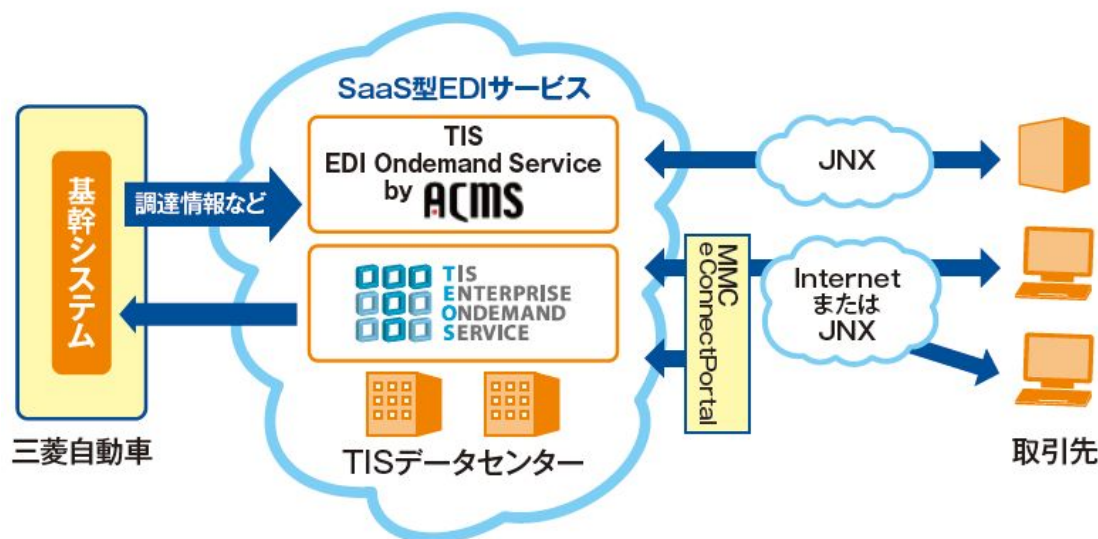 SaaS型EDIサービス
TIS
EDI Ondemand Service
by ACMS
基幹システム
調達情報など
TIS
ENTERPRISE
ONDEMAND
SERVICE
三菱自動車
TISデータセンター
MMC
eConnectPortal
JNX
Internet
または
JNX
取引先